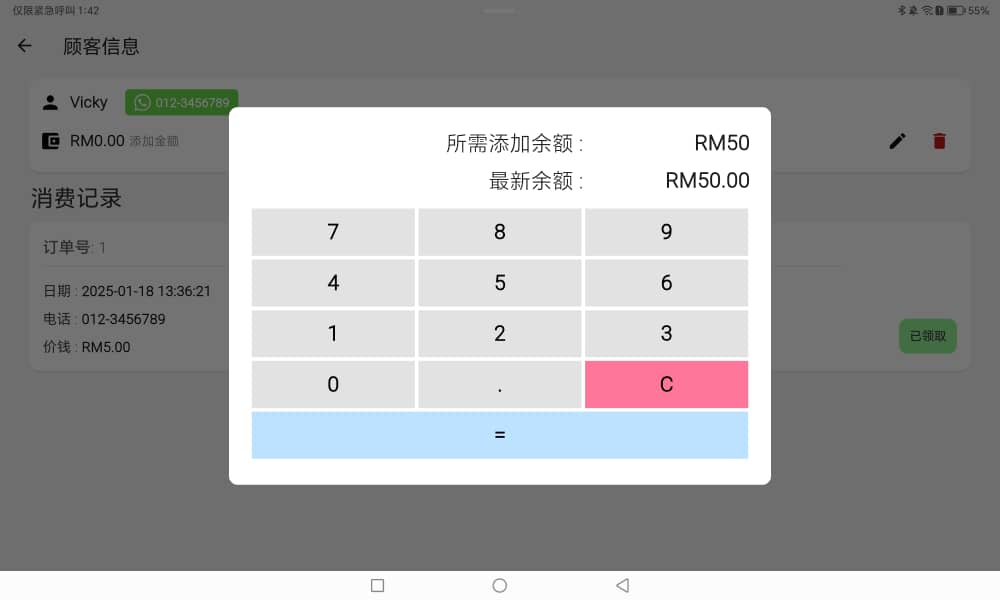 仅限紧急呼叫 1:42
55%
顾客信息
Vicky 012-3456789
RM0.00 添加金额
所需添加余额 : RM50
最新余额 : RM50.00
消费记录
订单号: 1
日期 : 2025-01-18 13:36:21
电话 : 012-3456789
价钱 : RM5.00
已领取
7 8 9
4 5 6
1 2 3
0 . C
=